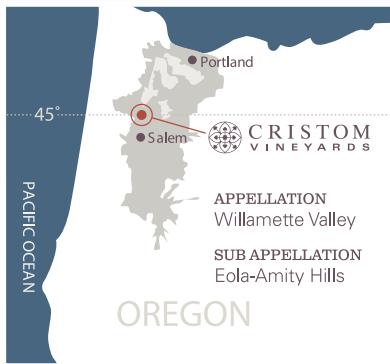 Portland
45°
CRISTOM
VINEYARDS
Salem
PACIFIC OCEAN
APPELLATION
Willamette Valley
SUB APPELLATION
Eola-Amity Hills
OREGON